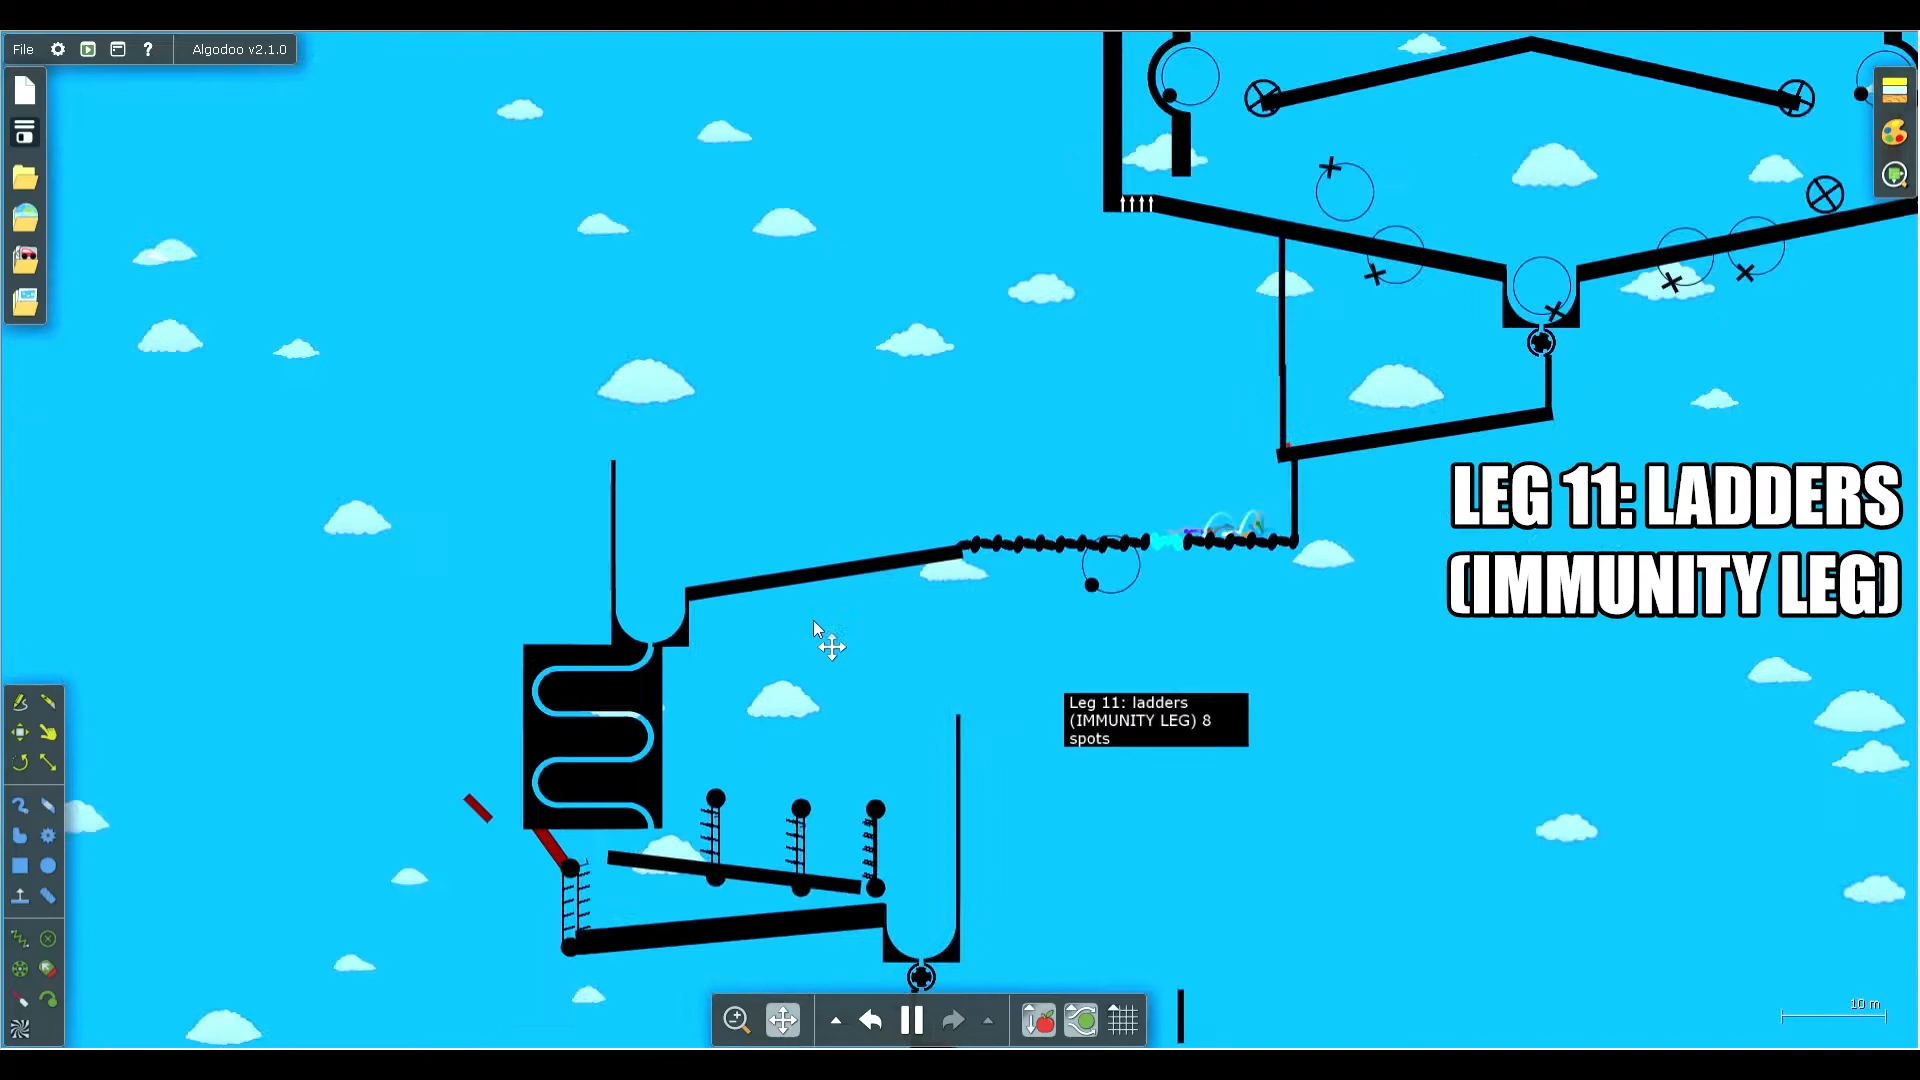 File
?
Algodoo v2.1.0
LEG 11: LADDERS
(IMMUNITY LEG)
Leg 11: ladders
(IMMUNITY LEG) 8
spots
10 m